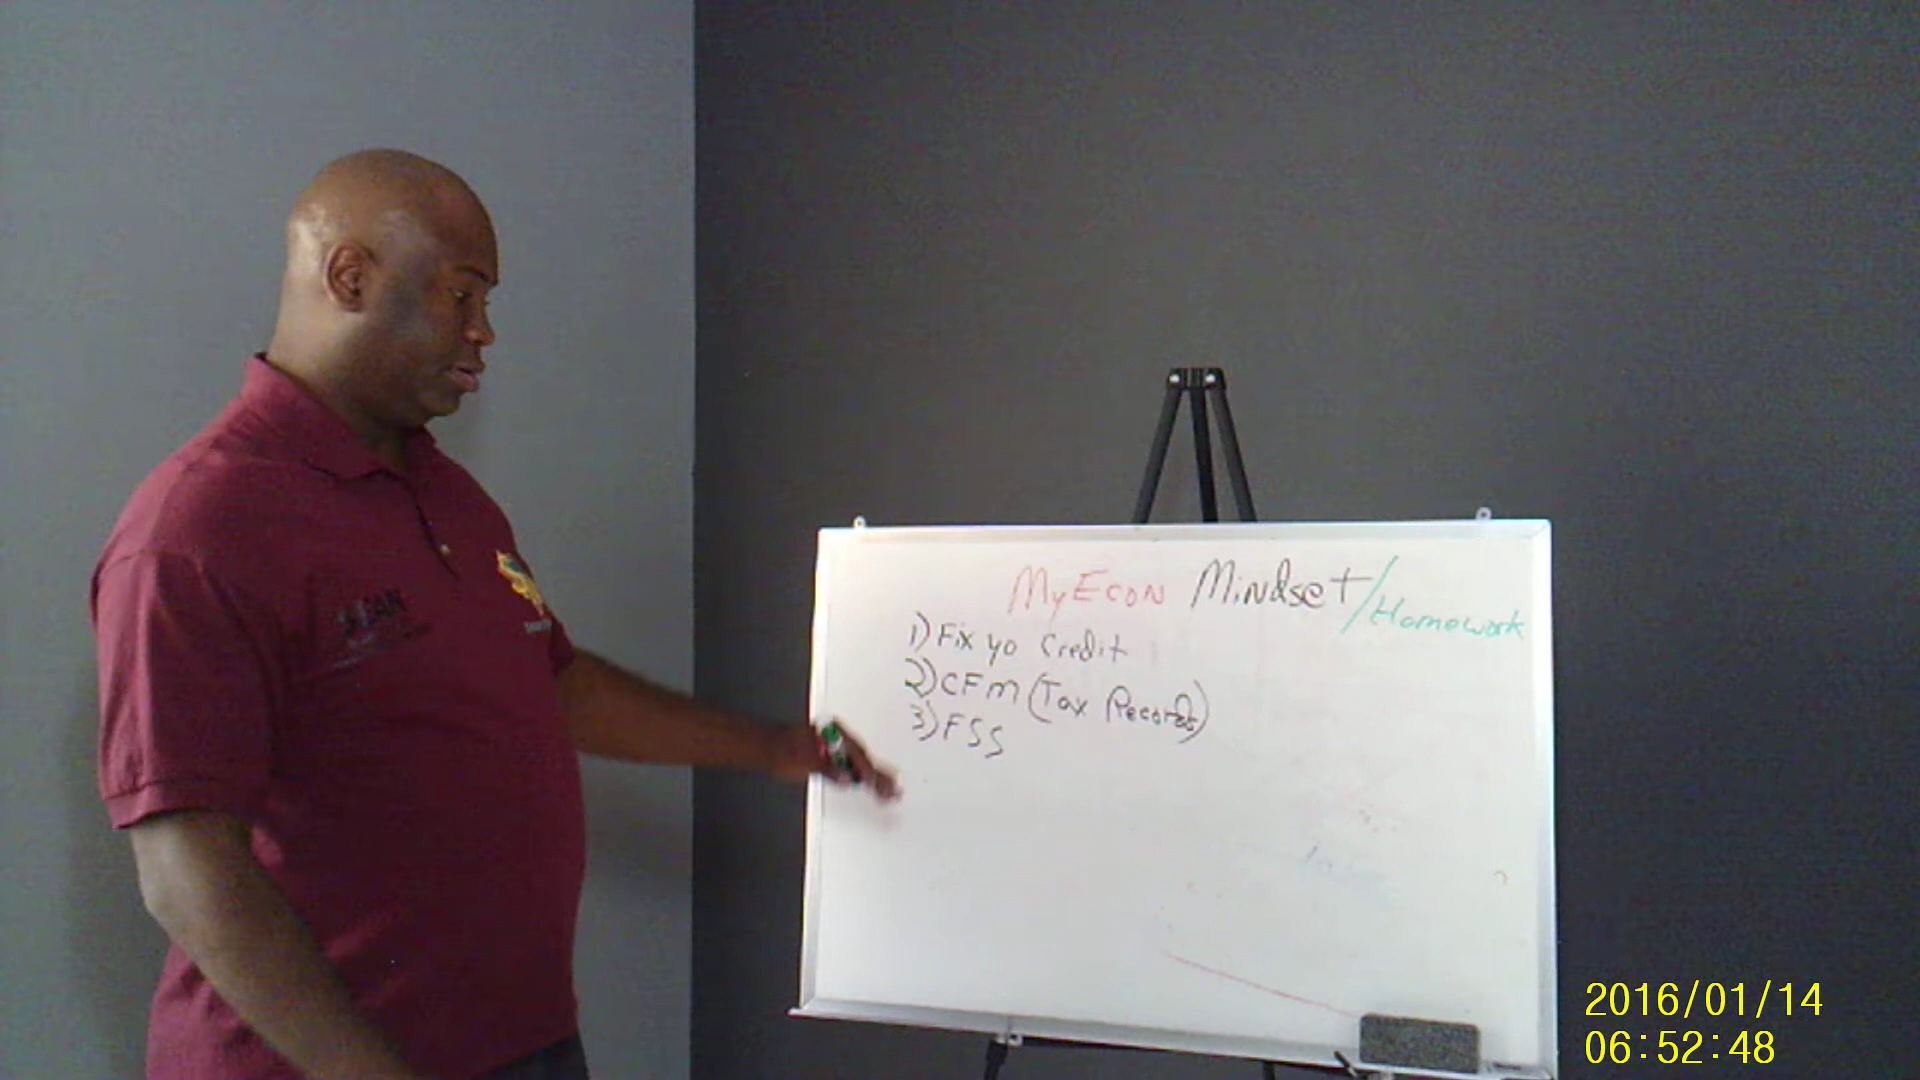 MyEcon Mindset/Homework
1) Fix yo Credit
2) CFM (Tax Records)
3) FSS
2016/01/14
06:52:48